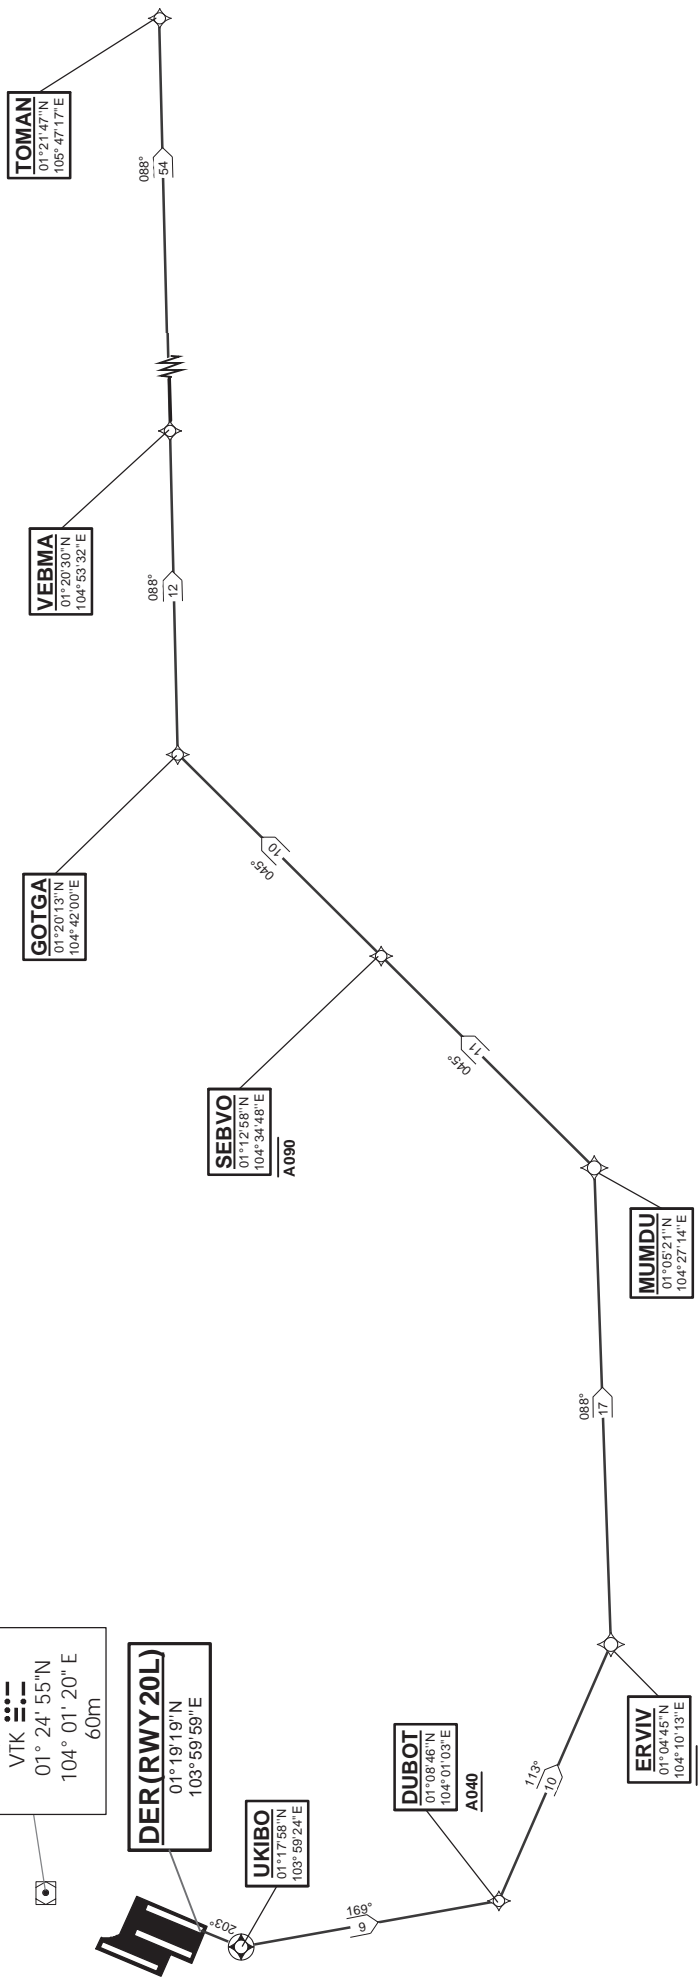 TOMAN
01°21'47"N
105°47'17"E
088°
54
VEBMA
01°20'30"N
104°53'32"E
088°
12
GOTGA
01°20'13"N
104°42'00"E
045°
10
SEBVO
01°12'58"N
104°34'48"E
A090
045°
11
MUMDU
01°05'21"N
104°27'14"E
088°
17
ERVIV
01°04'45"N
104°10'13"E
113°
10
DUBOT
01°08'46"N
104°01'03"E
A040
169°
9
UKIBO
01°17'58"N
103°59'24"E
203°
DER(RWY20L)
01°19'19"N
103°59'59"E
VTK
01° 24' 55"N
104° 01' 20" E
60m